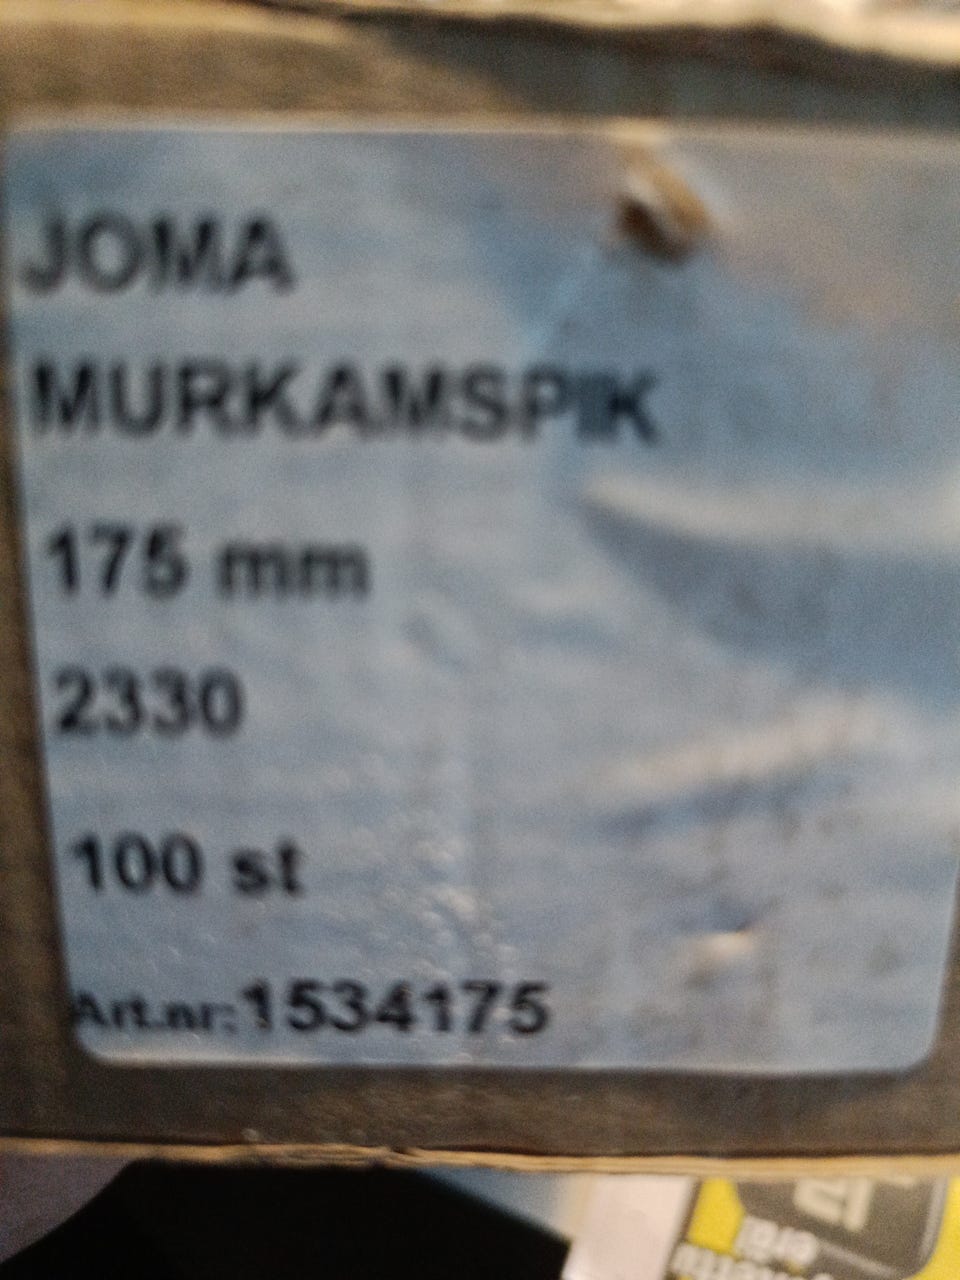 JOMA
MURKAMSPIK
175 mm
2330
100 st
Art.nr:1534175